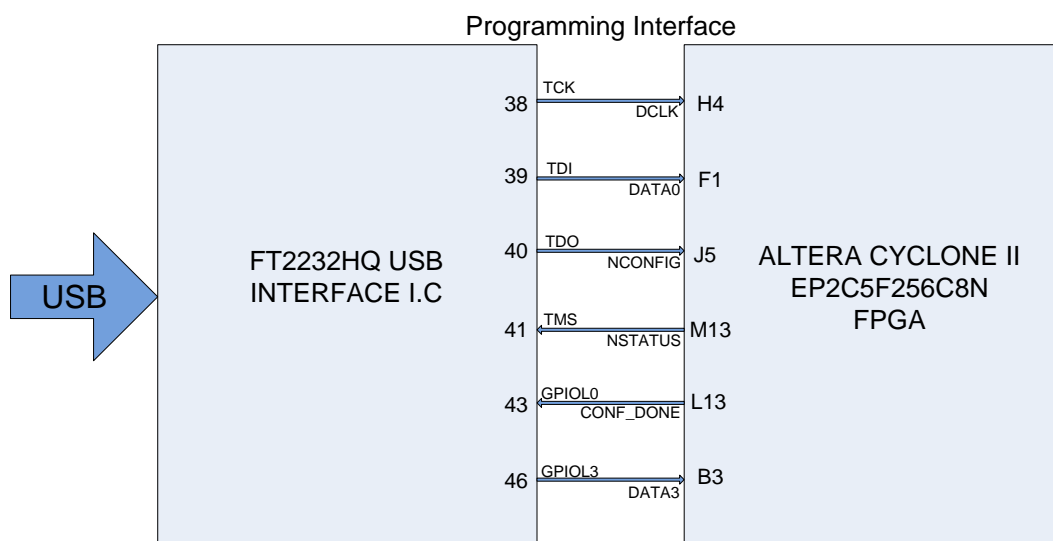 Programming Interface
38
TCK
DCLK
H4
39
TDI
DATA0
F1
40
TDO
NCONFIG
J5
FT2232HQ USB
INTERFACE I.C
ALTERA CYCLONE II
EP2C5F256C8N
FPGA
USB
41
TMS
NSTATUS
M13
43
GPIOL0
CONF_DONE
L13
46
GPIOL3
DATA3
B3